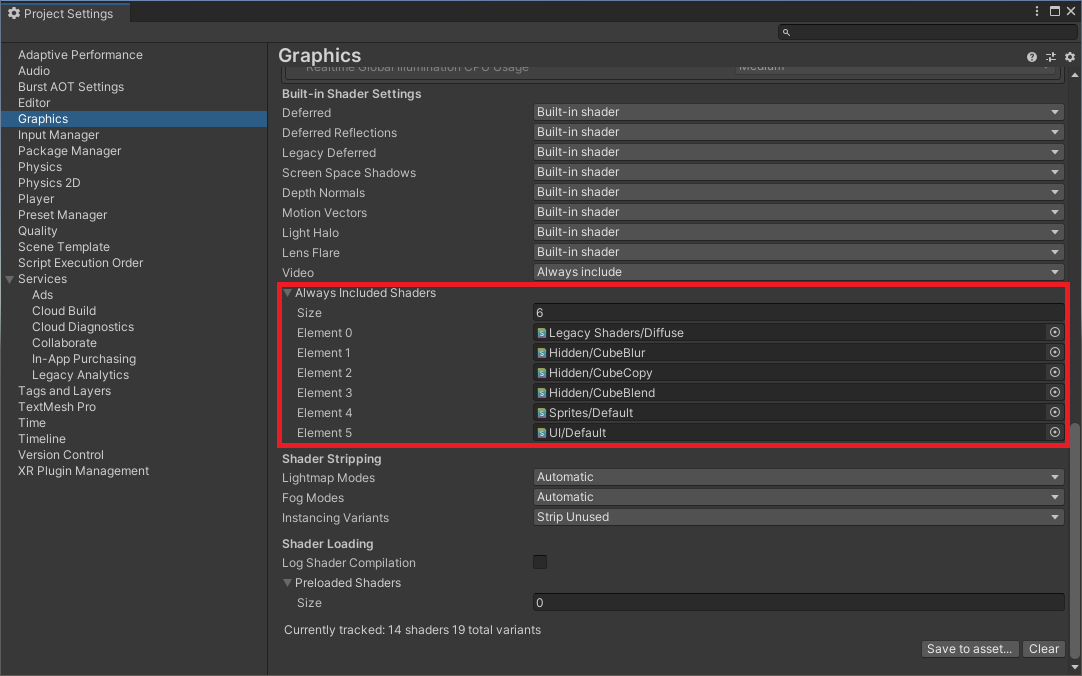 Project Settings
Adaptive Performance
Audio
Burst AOT Settings
Editor
Graphics
Input Manager
Package Manager
Physics
Physics 2D
Player
Preset Manager
Quality
Scene Template
Script Execution Order
Services
Ads
Cloud Build
Cloud Diagnostics
Collaborate
In-App Purchasing
Legacy Analytics
Tags and Layers
TextMesh Pro
Time
Timeline
Version Control
XR Plugin Management
Graphics
Realtime Global Illumination CPU Usage Medium
Built-in Shader Settings
Deferred Built-in shader
Deferred Reflections Built-in shader
Legacy Deferred Built-in shader
Screen Space Shadows Built-in shader
Depth Normals Built-in shader
Motion Vectors Built-in shader
Light Halo Built-in shader
Lens Flare Built-in shader
Video Always include
Always Included Shaders
Size 6
Element 0 Legacy Shaders/Diffuse
Element 1 Hidden/CubeBlur
Element 2 Hidden/CubeCopy
Element 3 Hidden/CubeBlend
Element 4 Sprites/Default
Element 5 UI/Default
Shader Stripping
Lightmap Modes Automatic
Fog Modes Automatic
Instancing Variants Strip Unused
Shader Loading
Log Shader Compilation
Preloaded Shaders
Size 0
Currently tracked: 14 shaders 19 total variants
Save to asset... Clear